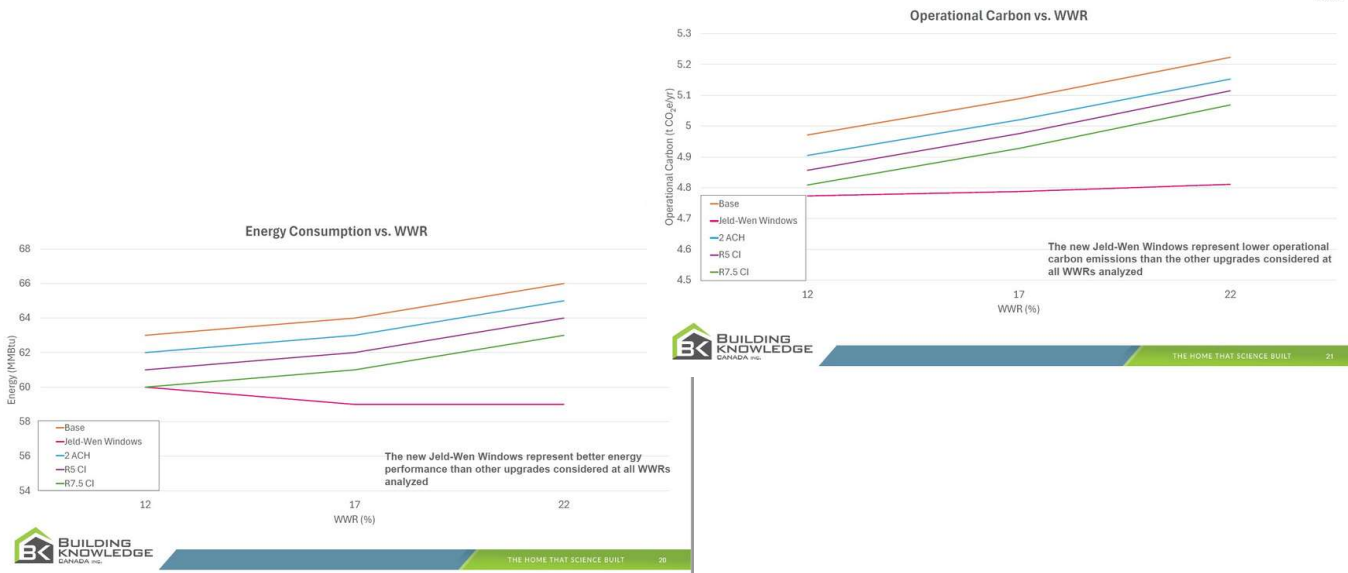 Energy Consumption vs. WWR
68
66
64
62
60
58
56
54
Energy (MMBtu)
Base
Jeld-Wen Windows
2 ACH
R5 CI
R7.5 CI
The new Jeld-Wen Windows represent better energy
performance than other upgrades considered at all WWRs
analyzed
12 17 22
WWR (%)
BK BUILDING
KNOWLEDGE
CANADA INC.
THE HOME THAT SCIENCE BUILT 20
Operational Carbon vs. WWR
5.3
5.2
5.1
5
4.9
4.8
4.7
4.6
4.5
Operational Carbon (t CO₂e/yr)
Base
Jeld-Wen Windows
2 ACH
R5 CI
R7.5 CI
The new Jeld-Wen Windows represent lower operational
carbon emissions than the other upgrades considered at
all WWRs analyzed
12 17 22
WWR (%)
BK BUILDING
KNOWLEDGE
CANADA INC.
THE HOME THAT SCIENCE BUILT 21